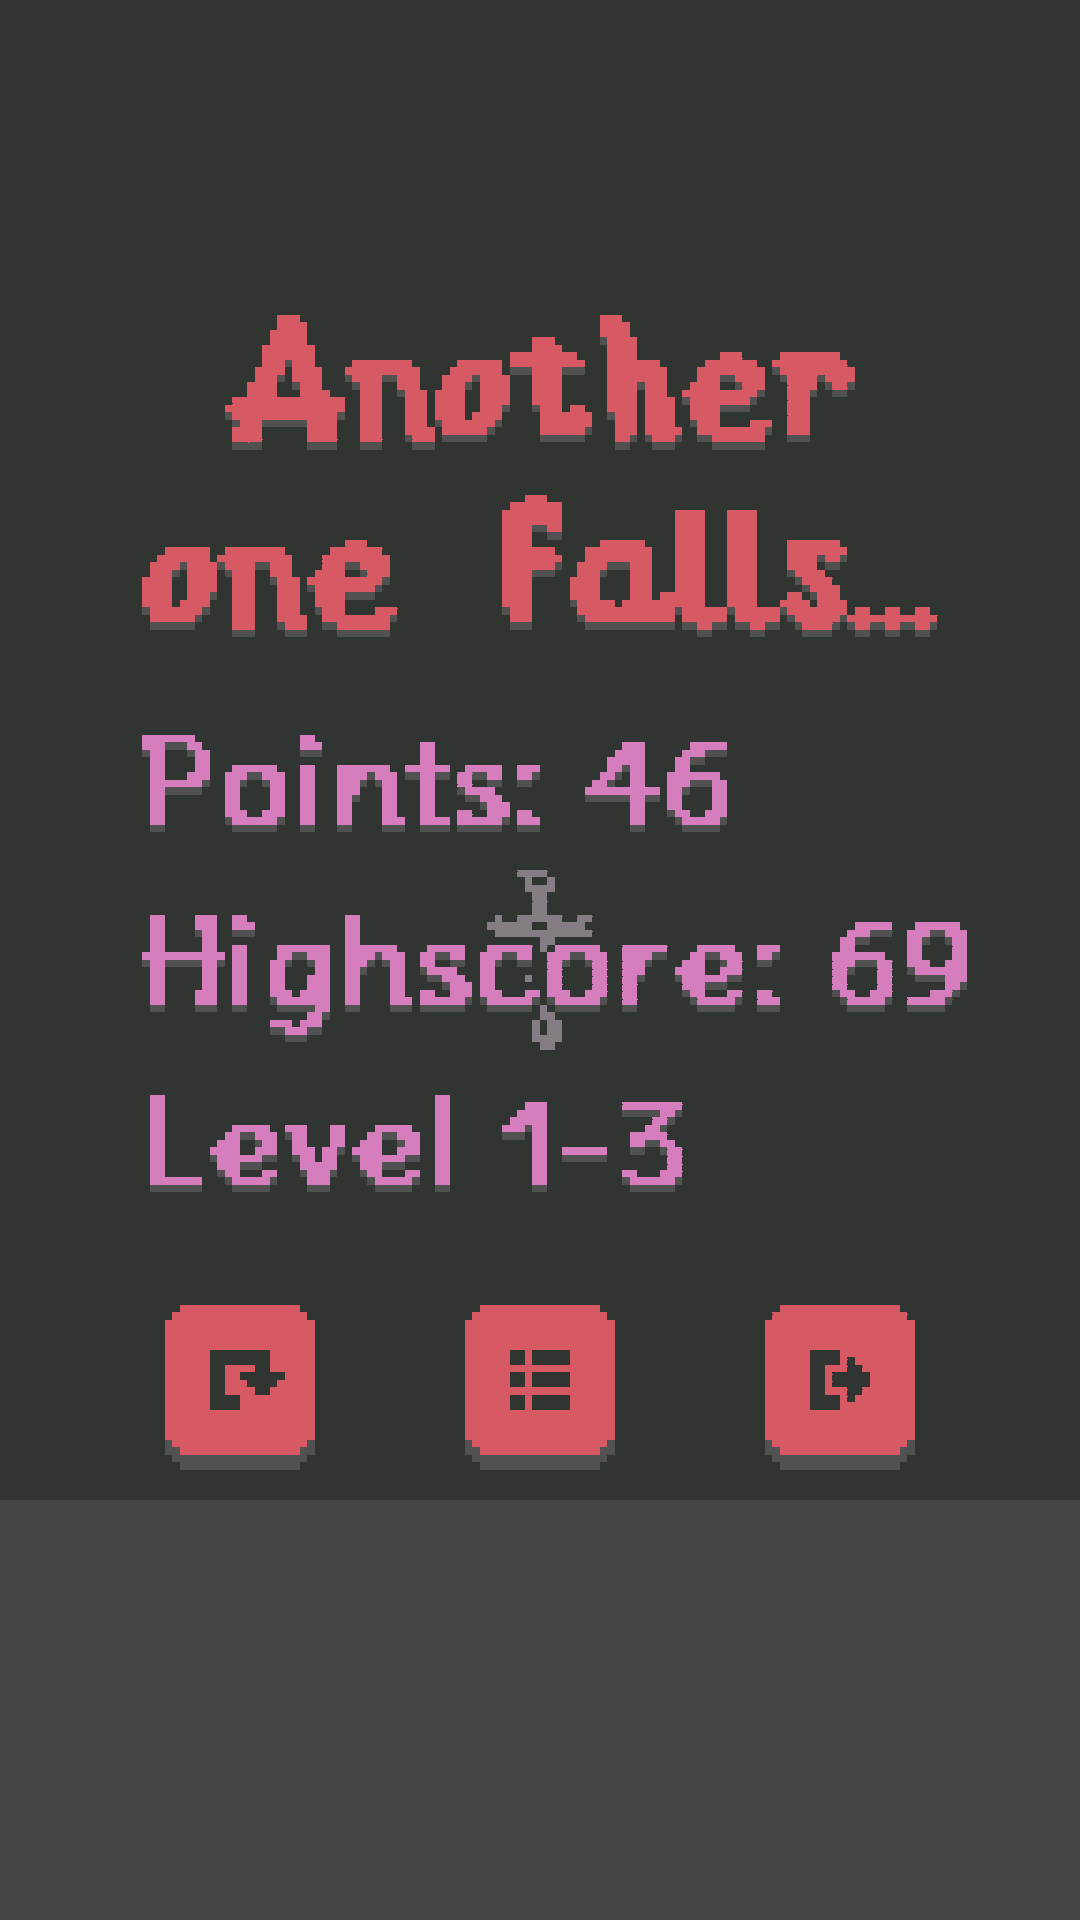 Another
one falls...
Points: 46
Highscore: 69
Level 1-3